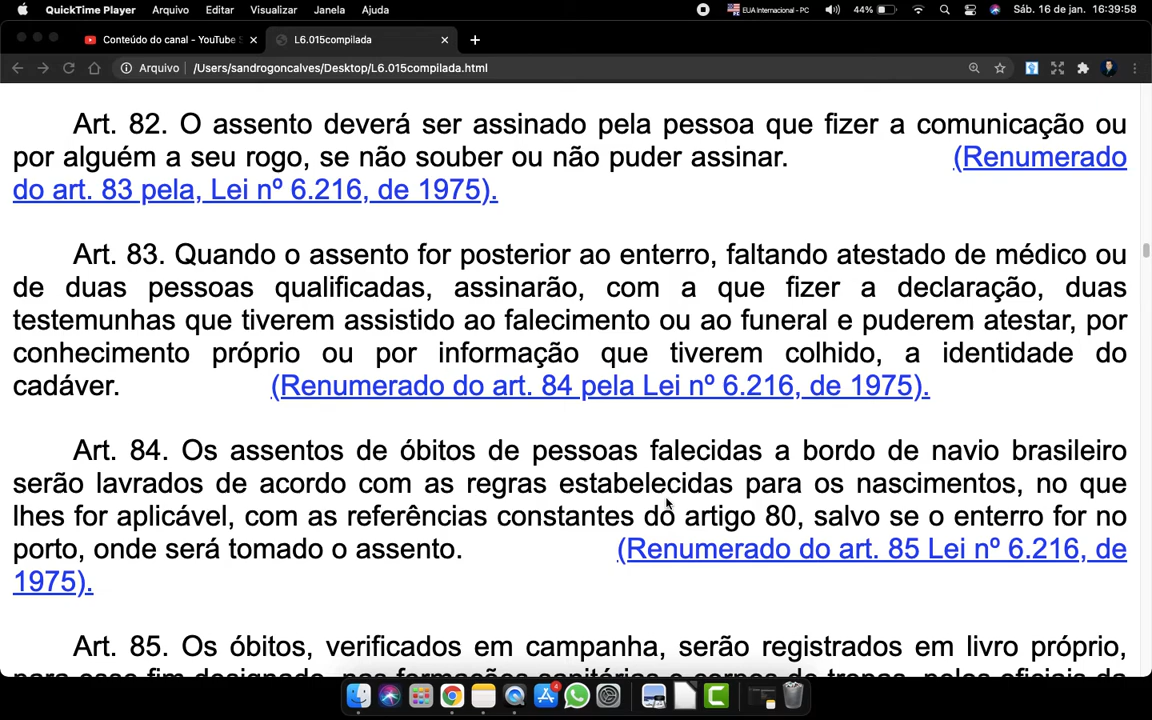 QuickTime Player Arquivo Editar Visualizar Janela Ajuda EUA Internacional - PC 44% Sáb. 16 de jan. 16:39:58
Conteúdo do canal - YouTube L6.015compilada
Arquivo /Users/sandrogoncalves/Desktop/L6.015compilada.html
Art. 82. O assento deverá ser assinado pela pessoa que fizer a comunicação ou
por alguém a seu rogo, se não souber ou não puder assinar. (Renumerado
do art. 83 pela, Lei nº 6.216, de 1975).
Art. 83. Quando o assento for posterior ao enterro, faltando atestado de médico ou
de duas pessoas qualificadas, assinarão, com a que fizer a declaração, duas
testemunhas que tiverem assistido ao falecimento ou ao funeral e puderem atestar, por
conhecimento próprio ou por informação que tiverem colhido, a identidade do
cadáver. (Renumerado do art. 84 pela Lei nº 6.216, de 1975).
Art. 84. Os assentos de óbitos de pessoas falecidas a bordo de navio brasileiro
serão lavrados de acordo com as regras estabelecidas para os nascimentos, no que
lhes for aplicável, com as referências constantes do artigo 80, salvo se o enterro for no
porto, onde será tomado o assento. (Renumerado do art. 85 Lei nº 6.216, de
1975).
Art. 85. Os óbitos, verificados em campanha, serão registrados em livro próprio,